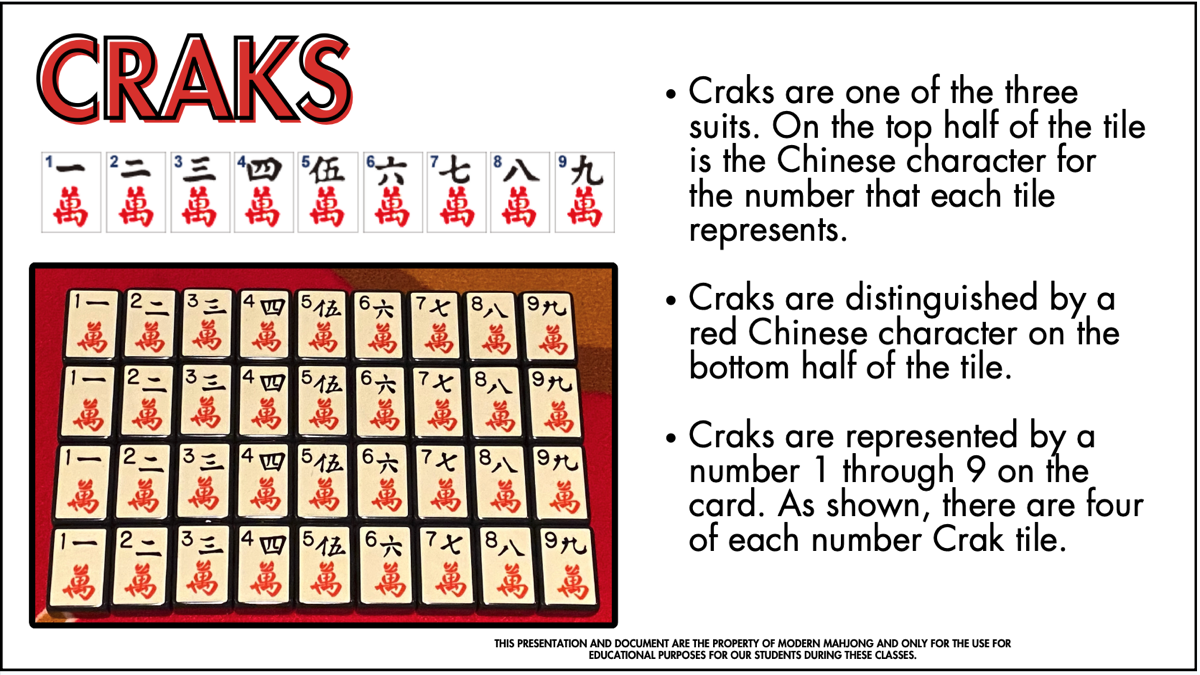 CRAKS
1一 2二 3三 4四 5伍 6六 7七 8八 9九
萬 萬 萬 萬 萬 萬 萬 萬 萬
1一 2二 3三 4四 5伍 6六 7七 8八 9九
萬 萬 萬 萬 萬 萬 萬 萬 萬
1一 2二 3三 4四 5伍 6六 7七 8八 9九
萬 萬 萬 萬 萬 萬 萬 萬 萬
1一 2二 3三 4四 5伍 6六 7七 8八 9九
萬 萬 萬 萬 萬 萬 萬 萬 萬
1一 2二 3三 4四 5伍 6六 7七 8八 9九
萬 萬 萬 萬 萬 萬 萬 萬 萬
• Craks are one of the three
suits. On the top half of the tile
is the Chinese character for
the number that each tile
represents.
• Craks are distinguished by a
red Chinese character on the
bottom half of the tile.
• Craks are represented by a
number 1 through 9 on the
card. As shown, there are four
of each number Crak tile.
THIS PRESENTATION AND DOCUMENT ARE THE PROPERTY OF MODERN MAHJONG AND ONLY FOR THE USE FOR
EDUCATIONAL PURPOSES FOR OUR STUDENTS DURING THESE CLASSES.